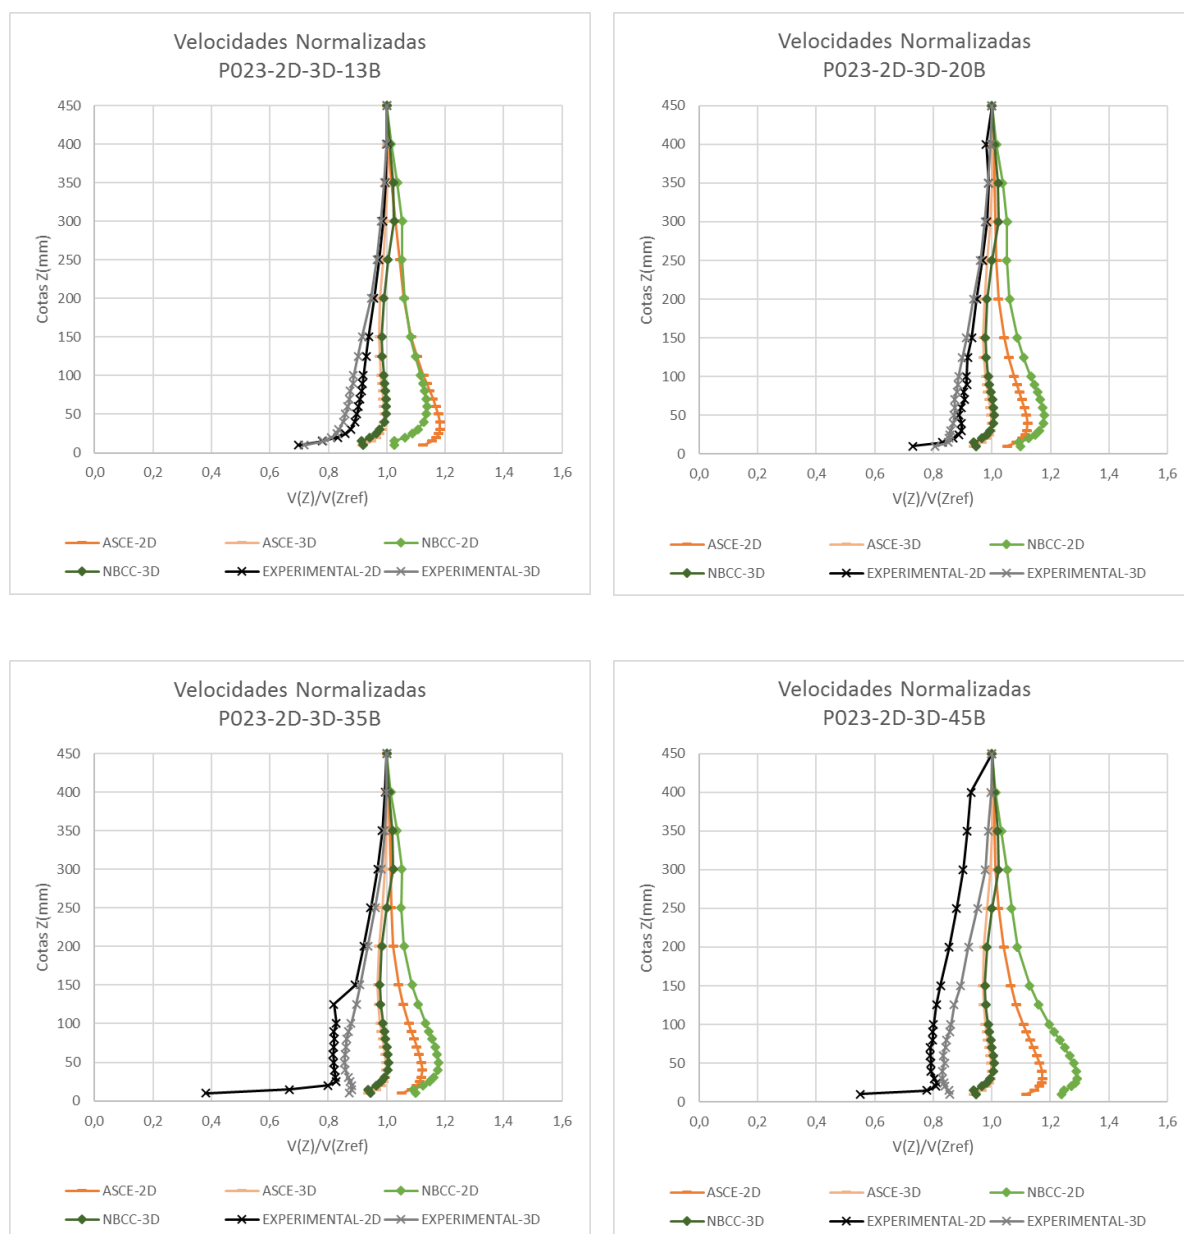 Velocidades Normalizadas
P023-2D-3D-13B
Cotas Z(mm)
450
400
350
300
250
200
150
100
50
0
0,0 0,2 0,4 0,6 0,8 1,0 1,2 1,4 1,6
V(Z)/V(Zref)
ASCE-2D ASCE-3D NBCC-2D
NBCC-3D EXPERIMENTAL-2D EXPERIMENTAL-3D
Velocidades Normalizadas
P023-2D-3D-20B
Cotas Z(mm)
450
400
350
300
250
200
150
100
50
0
0,0 0,2 0,4 0,6 0,8 1,0 1,2 1,4 1,6
V(Z)/V(Zref)
ASCE-2D ASCE-3D NBCC-2D
NBCC-3D EXPERIMENTAL-2D EXPERIMENTAL-3D
Velocidades Normalizadas
P023-2D-3D-35B
Cotas Z(mm)
450
400
350
300
250
200
150
100
50
0
0,0 0,2 0,4 0,6 0,8 1,0 1,2 1,4 1,6
V(Z)/V(Zref)
ASCE-2D ASCE-3D NBCC-2D
NBCC-3D EXPERIMENTAL-2D EXPERIMENTAL-3D
Velocidades Normalizadas
P023-2D-3D-45B
Cotas Z(mm)
450
400
350
300
250
200
150
100
50
0
0,0 0,2 0,4 0,6 0,8 1,0 1,2 1,4 1,6
V(Z)/V(Zref)
ASCE-2D ASCE-3D NBCC-2D
NBCC-3D EXPERIMENTAL-2D EXPERIMENTAL-3D